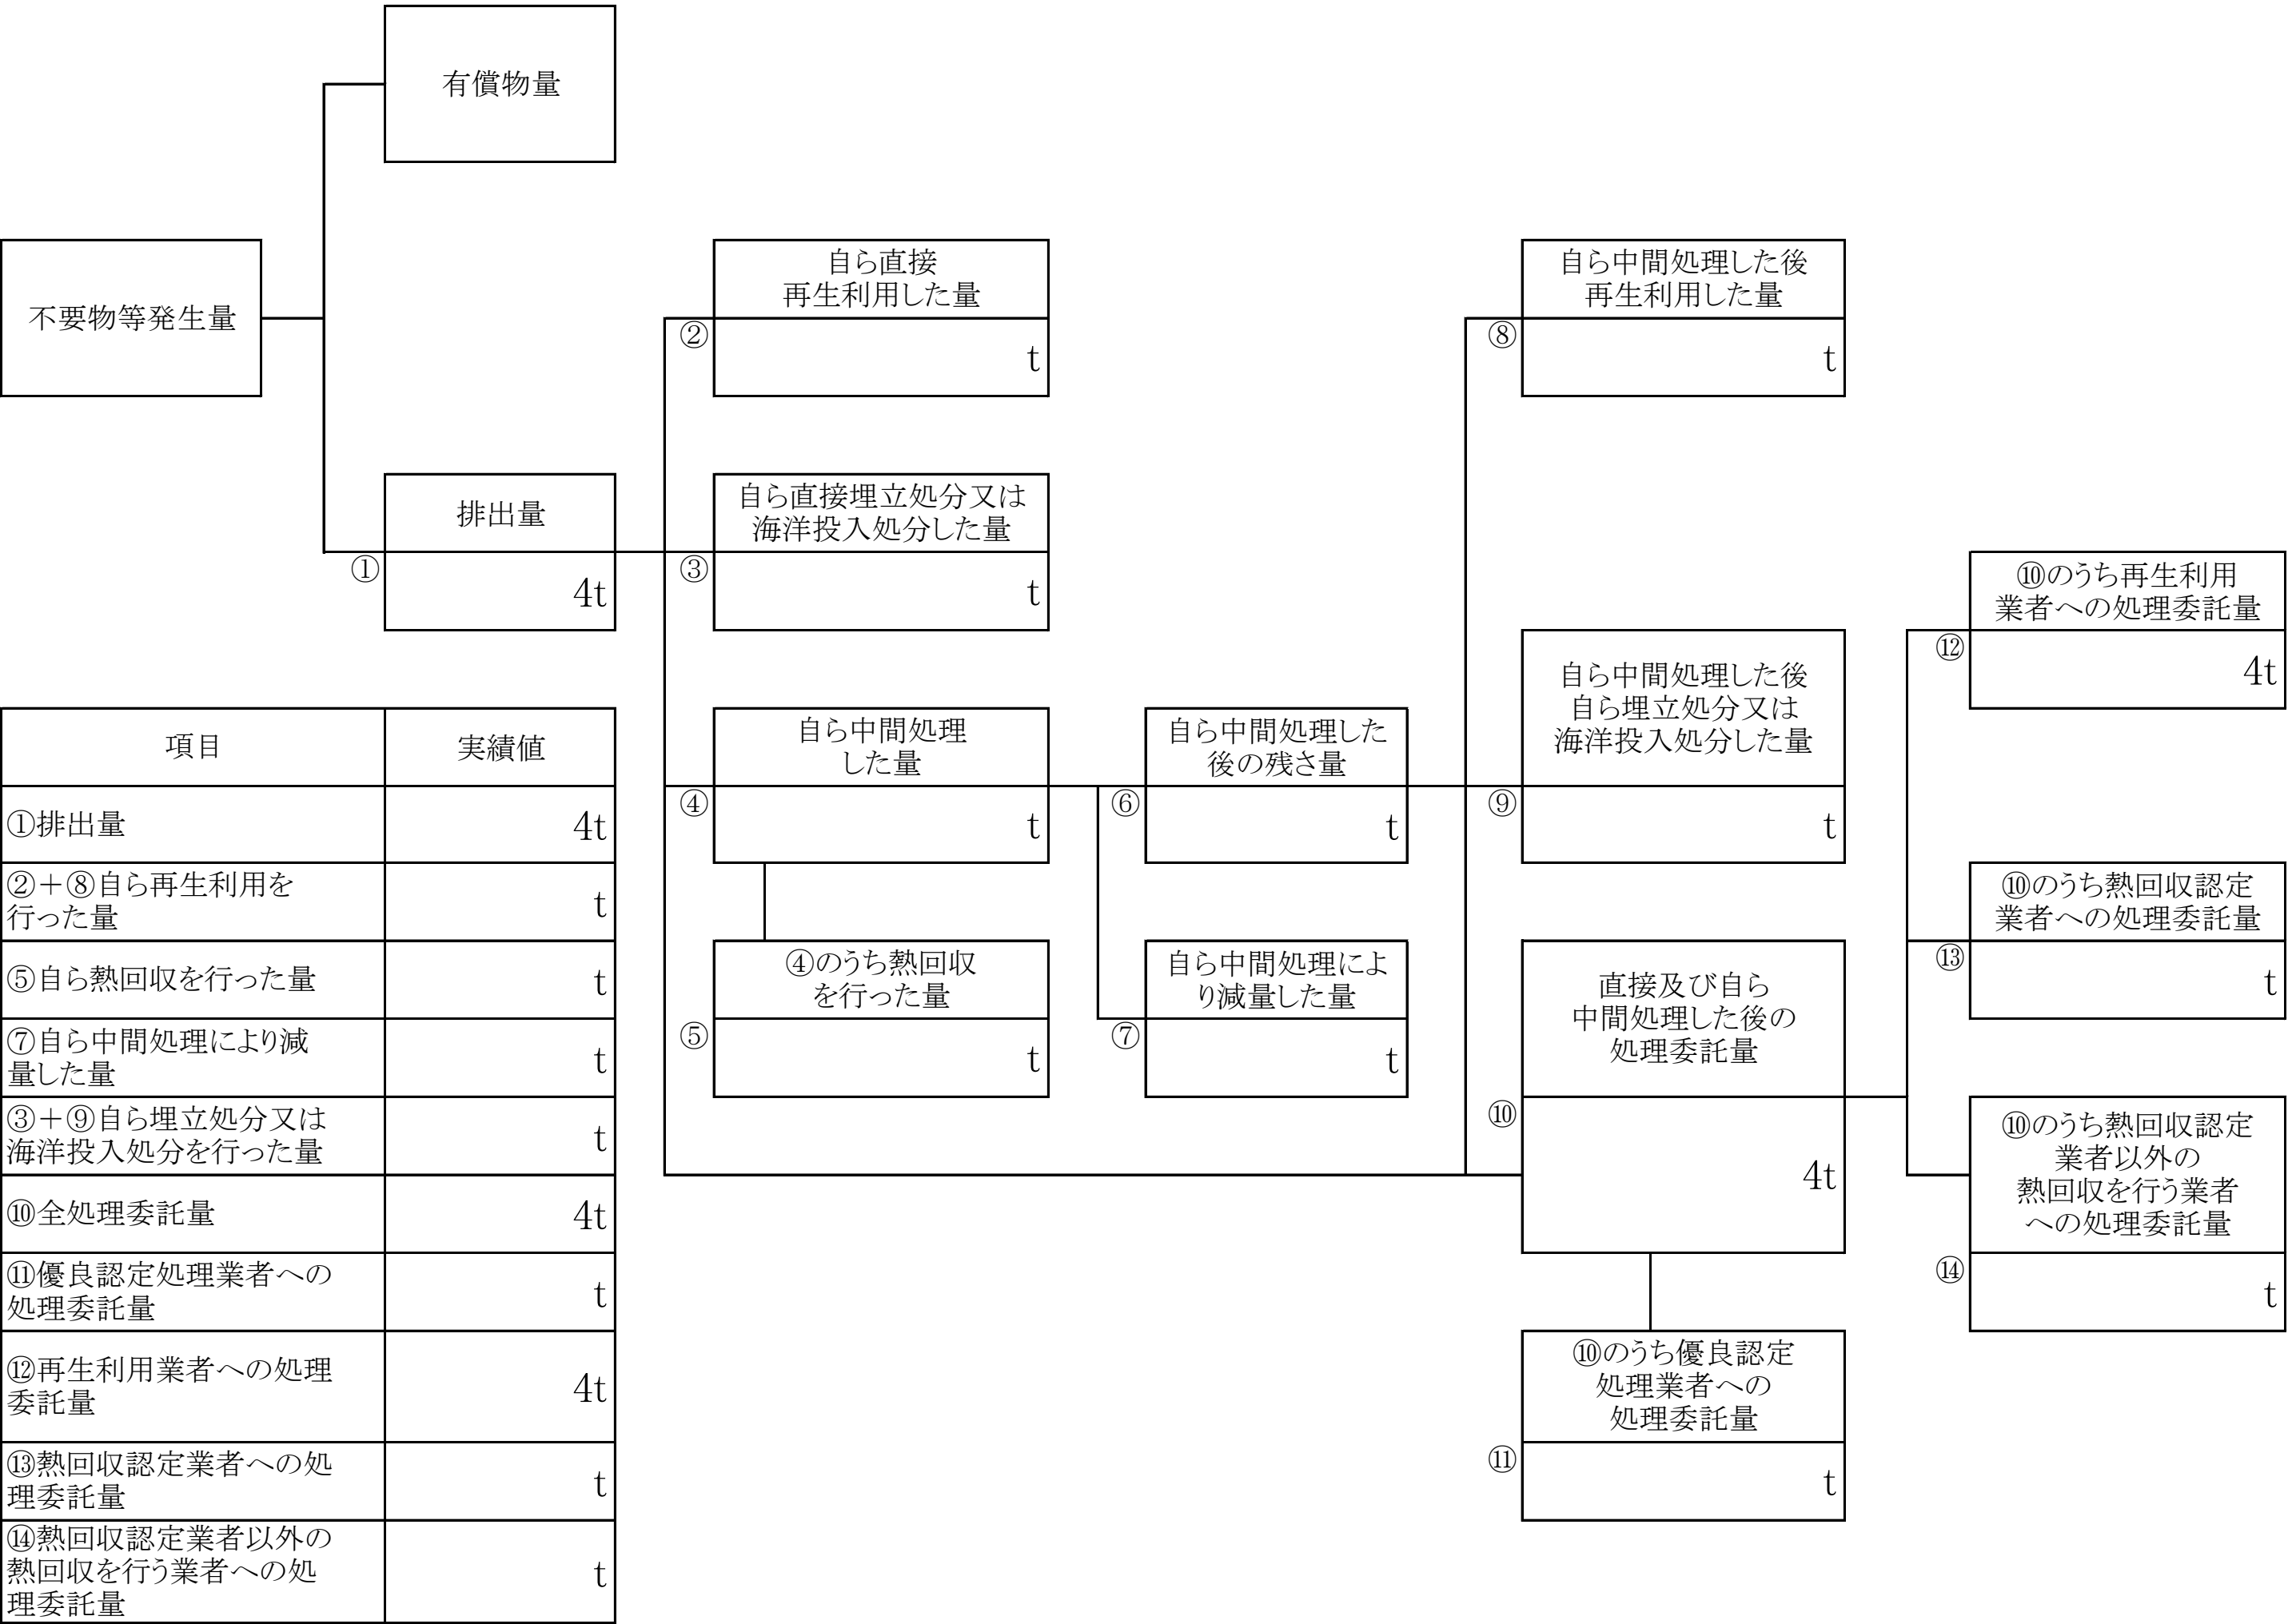 有償物量
不要物等発生量
自ら直接
再生利用した量
②
t
自ら中間処理した後
再生利用した量
⑧
t
排出量
①
4t
自ら直接埋立処分又は
海洋投入処分した量
③
t
⑩のうち再生利用
業者への処理委託量
⑫
4t
自ら中間処理
した量
④
t
自ら中間処理した
後の残さ量
⑥
t
自ら中間処理した後
自ら埋立処分又は
海洋投入処分した量
⑨
t
⑩のうち熱回収認定
業者への処理委託量
⑬
t
④のうち熱回収
を行った量
⑤
t
自ら中間処理によ
り減量した量
⑦
t
直接及び自ら
中間処理した後の
処理委託量
⑩
4t
⑩のうち熱回収認定
業者以外の
熱回収を行う業者
への処理委託量
⑭
t
⑩のうち優良認定
処理業者への
処理委託量
⑪
t
項目 実績値
①排出量 4t
②＋⑧自ら再生利用を
行った量 t
⑤自ら熱回収を行った量 t
⑦自ら中間処理により減
量した量 t
③＋⑨自ら埋立処分又は
海洋投入処分を行った量 t
⑩全処理委託量 4t
⑪優良認定処理業者への
処理委託量 t
⑫再生利用業者への処理
委託量 4t
⑬熱回収認定業者への処
理委託量 t
⑭熱回収認定業者以外の
熱回収を行う業者への処
理委託量 t